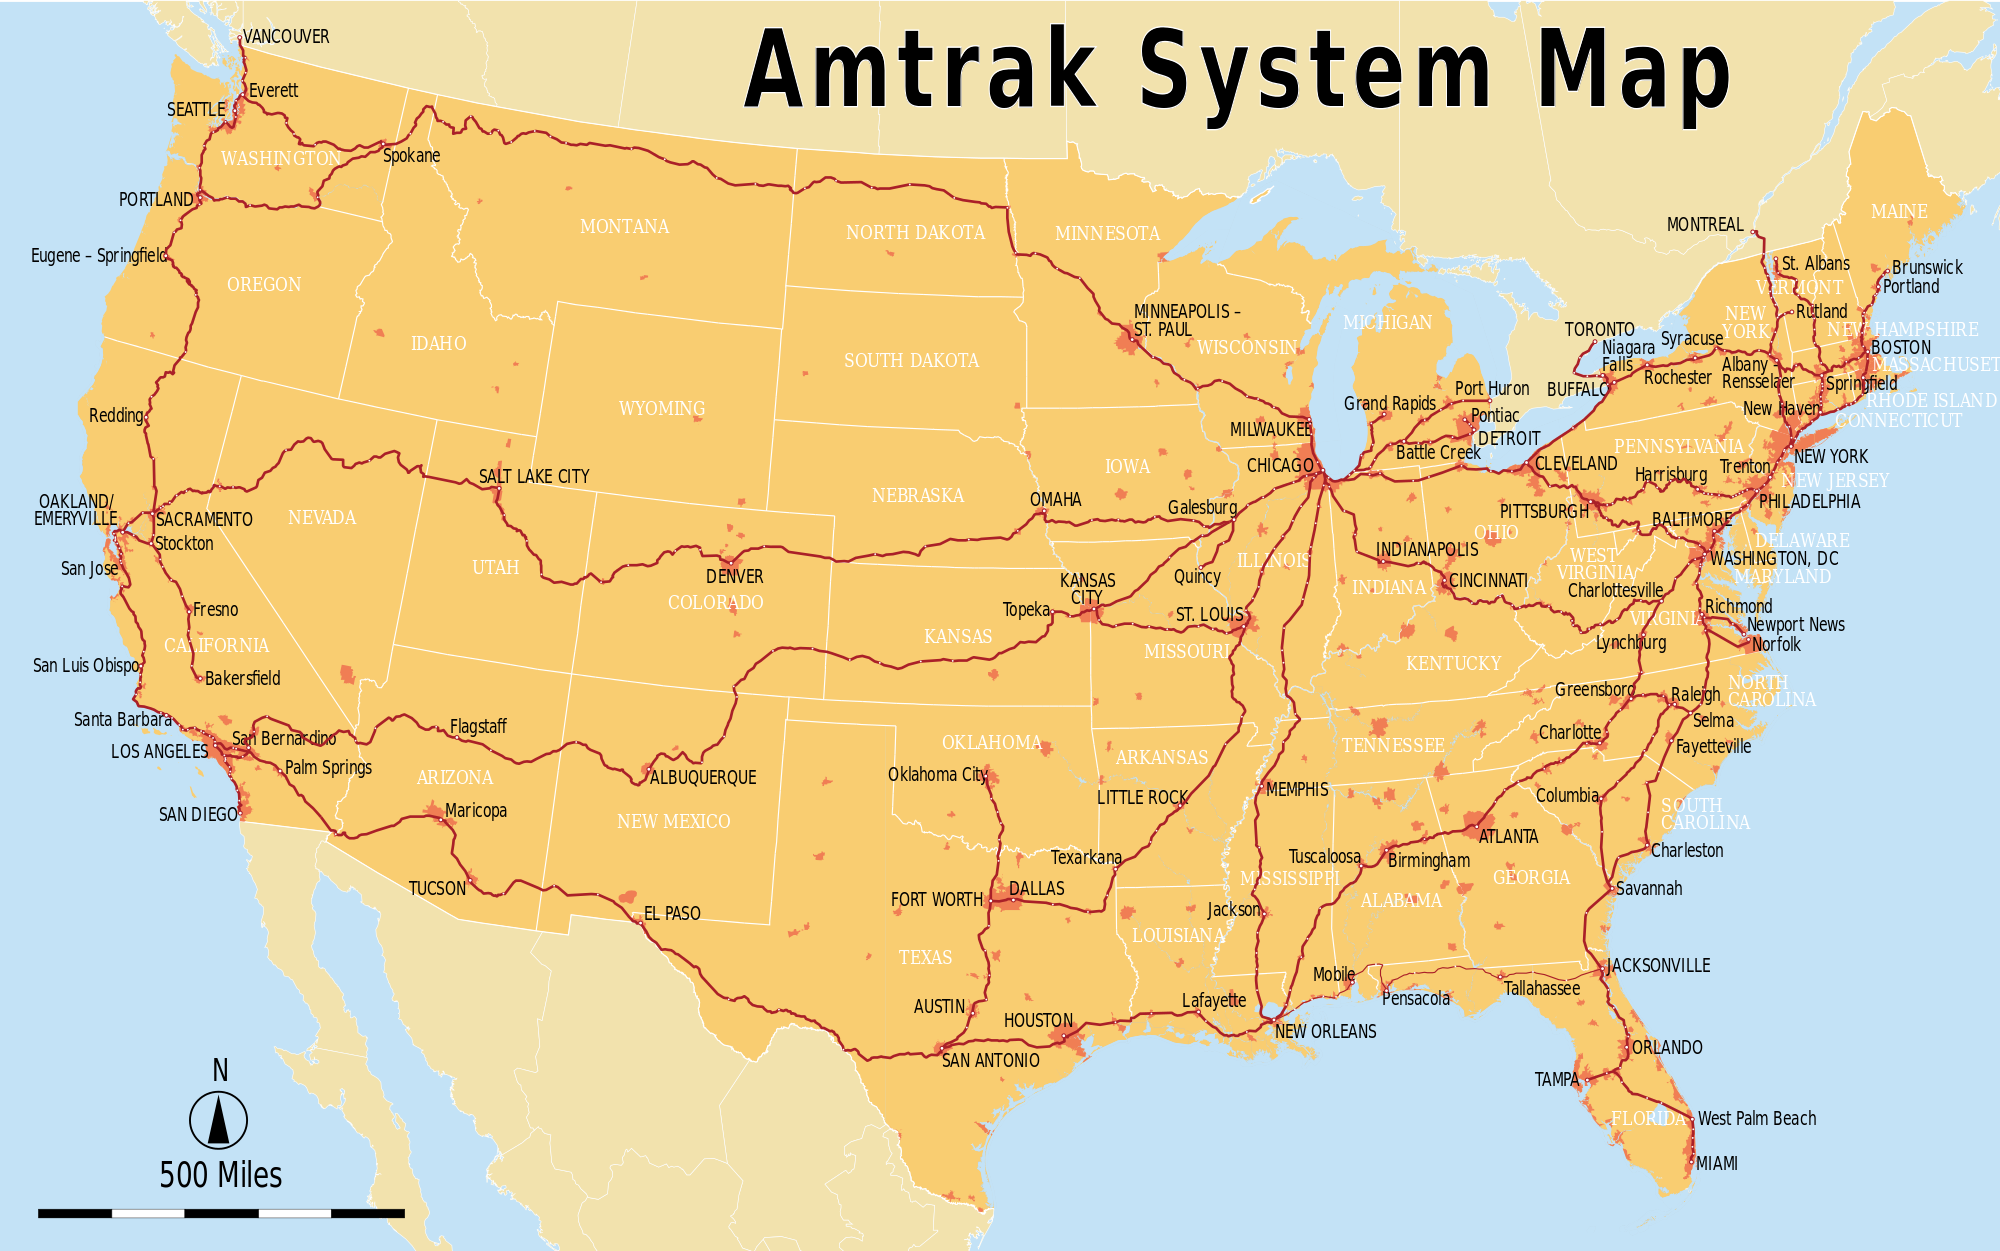 Amtrak System Map
VANCOUVER
Everett
SEATTLE
WASHINGTON
Spokane
PORTLAND
Eugene – Springfield
OREGON
IDAHO
MONTANA
NORTH DAKOTA
MINNESOTA
MINNEAPOLIS –
ST. PAUL
WISCONSIN
MICHIGAN
SOUTH DAKOTA
WYOMING
MONTREAL
St. Albans
VERMONT
MAINE
Brunswick
Portland
Rutland
NEW
YORK
NEW HAMPSHIRE
BOSTON
MASSACHUSET
TORONTO
Niagara
Falls
Syracuse
BUFFALO
Rochester
Albany –
Rensselaer
Springfield
RHODE ISLAND
CONNECTICUT
New Haven
Port Huron
Grand Rapids
Pontiac
DETROIT
Battle Creek
MILWAUKEE
CHICAGO
CLEVELAND
PENNSYLVANIA
Harrisburg
Trenton
NEW YORK
NEW JERSEY
PHILADELPHIA
PITTSBURGH
BALTIMORE
DELAWARE
WASHINGTON, DC
MARYLAND
Redding
OAKLAND/
EMERYVILLE
SACRAMENTO
Stockton
San Jose
Fresno
CALIFORNIA
San Luis Obispo
Bakersfield
Santa Barbara
San Bernardino
LOS ANGELES
Palm Springs
SAN DIEGO
NEVADA
SALT LAKE CITY
UTAH
DENVER
COLORADO
NEBRASKA
IOWA
OMAHA
Galesburg
Quincy
ILLINOIS
INDIANAPOLIS
INDIANA
OHIO
CINCINNATI
WEST
VIRGINIA
Charlottesville
VIRGINIA
Richmond
Newport News
Norfolk
Lynchburg
KANSAS
CITY
Topeka
ST. LOUIS
KANSAS
MISSOURI
KENTUCKY
Greensboro
Raleigh
NORTH
CAROLINA
Selma
Charlotte
Fayetteville
TENNESSEE
Flagstaff
ARIZONA
Maricopa
TUCSON
ALBUQUERQUE
NEW MEXICO
EL PASO
OKLAHOMA
Oklahoma City
ARKANSAS
LITTLE ROCK
MEMPHIS
Columbia
SOUTH
CAROLINA
Charleston
ATLANTA
Tuscaloosa
Birmingham
MISSISSIPPI
ALABAMA
GEORGIA
Savannah
Texarkana
FORT WORTH
DALLAS
Jackson
LOUISIANA
TEXAS
AUSTIN
HOUSTON
SAN ANTONIO
Lafayette
NEW ORLEANS
Mobile
Pensacola
Tallahassee
JACKSONVILLE
ORLANDO
TAMPA
FLORIDA
West Palm Beach
MIAMI
N
500 Miles